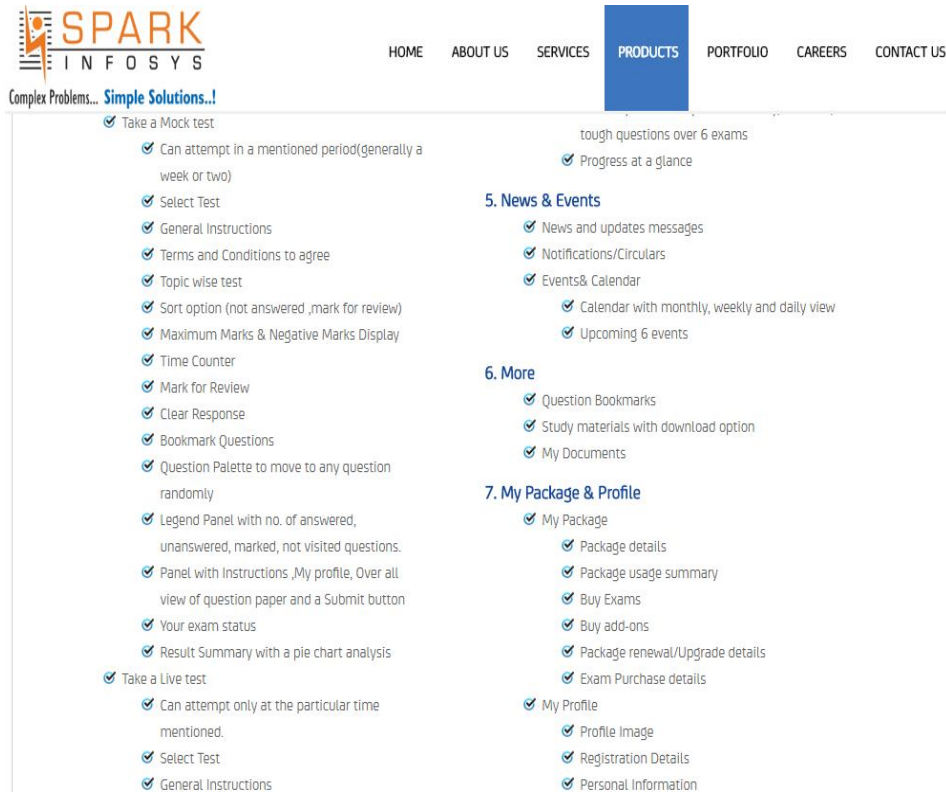 SPARK
INFOSYS
Complex Problems... Simple Solutions..!
HOME ABOUT US SERVICES PRODUCTS PORTFOLIO CAREERS CONTACT US
Take a Mock test
Can attempt in a mentioned period(generally a
week or two)
Select Test
General Instructions
Terms and Conditions to agree
Topic wise test
Sort option (not answered ,mark for review)
Maximum Marks & Negative Marks Display
Time Counter
Mark for Review
Clear Response
Bookmark Questions
Question Palette to move to any question
randomly
Legend Panel with no. of answered,
unanswered, marked, not visited questions.
Panel with Instructions ,My profile, Over all
view of question paper and a Submit button
Your exam status
Result Summary with a pie chart analysis
Take a Live test
Can attempt only at the particular time
mentioned.
Select Test
General Instructions
tough questions over 6 exams
Progress at a glance
5. News & Events
News and updates messages
Notifications/Circulars
Events& Calendar
Calendar with monthly, weekly and daily view
Upcoming 6 events
6. More
Question Bookmarks
Study materials with download option
My Documents
7. My Package & Profile
My Package
Package details
Package usage summary
Buy Exams
Buy add-ons
Package renewal/Upgrade details
Exam Purchase details
My Profile
Profile Image
Registration Details
Personal Information